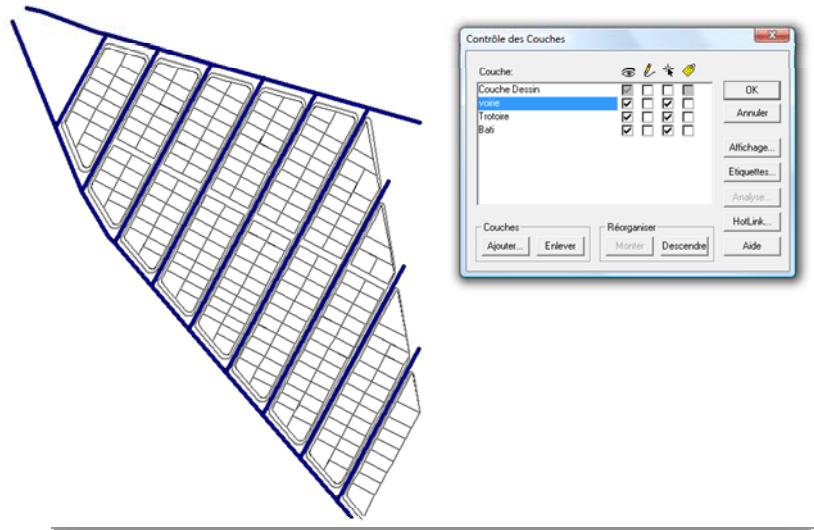 Contrôle des Couches
Couche:
Couche Dessin
voirie
Trotoire
Bati
OK
Annuler
Affichage...
Etiquettes...
Analyse...
HotLink...
Aide
Couches
Ajouter...
Enlever
Réorganiser
Monter
Descendre